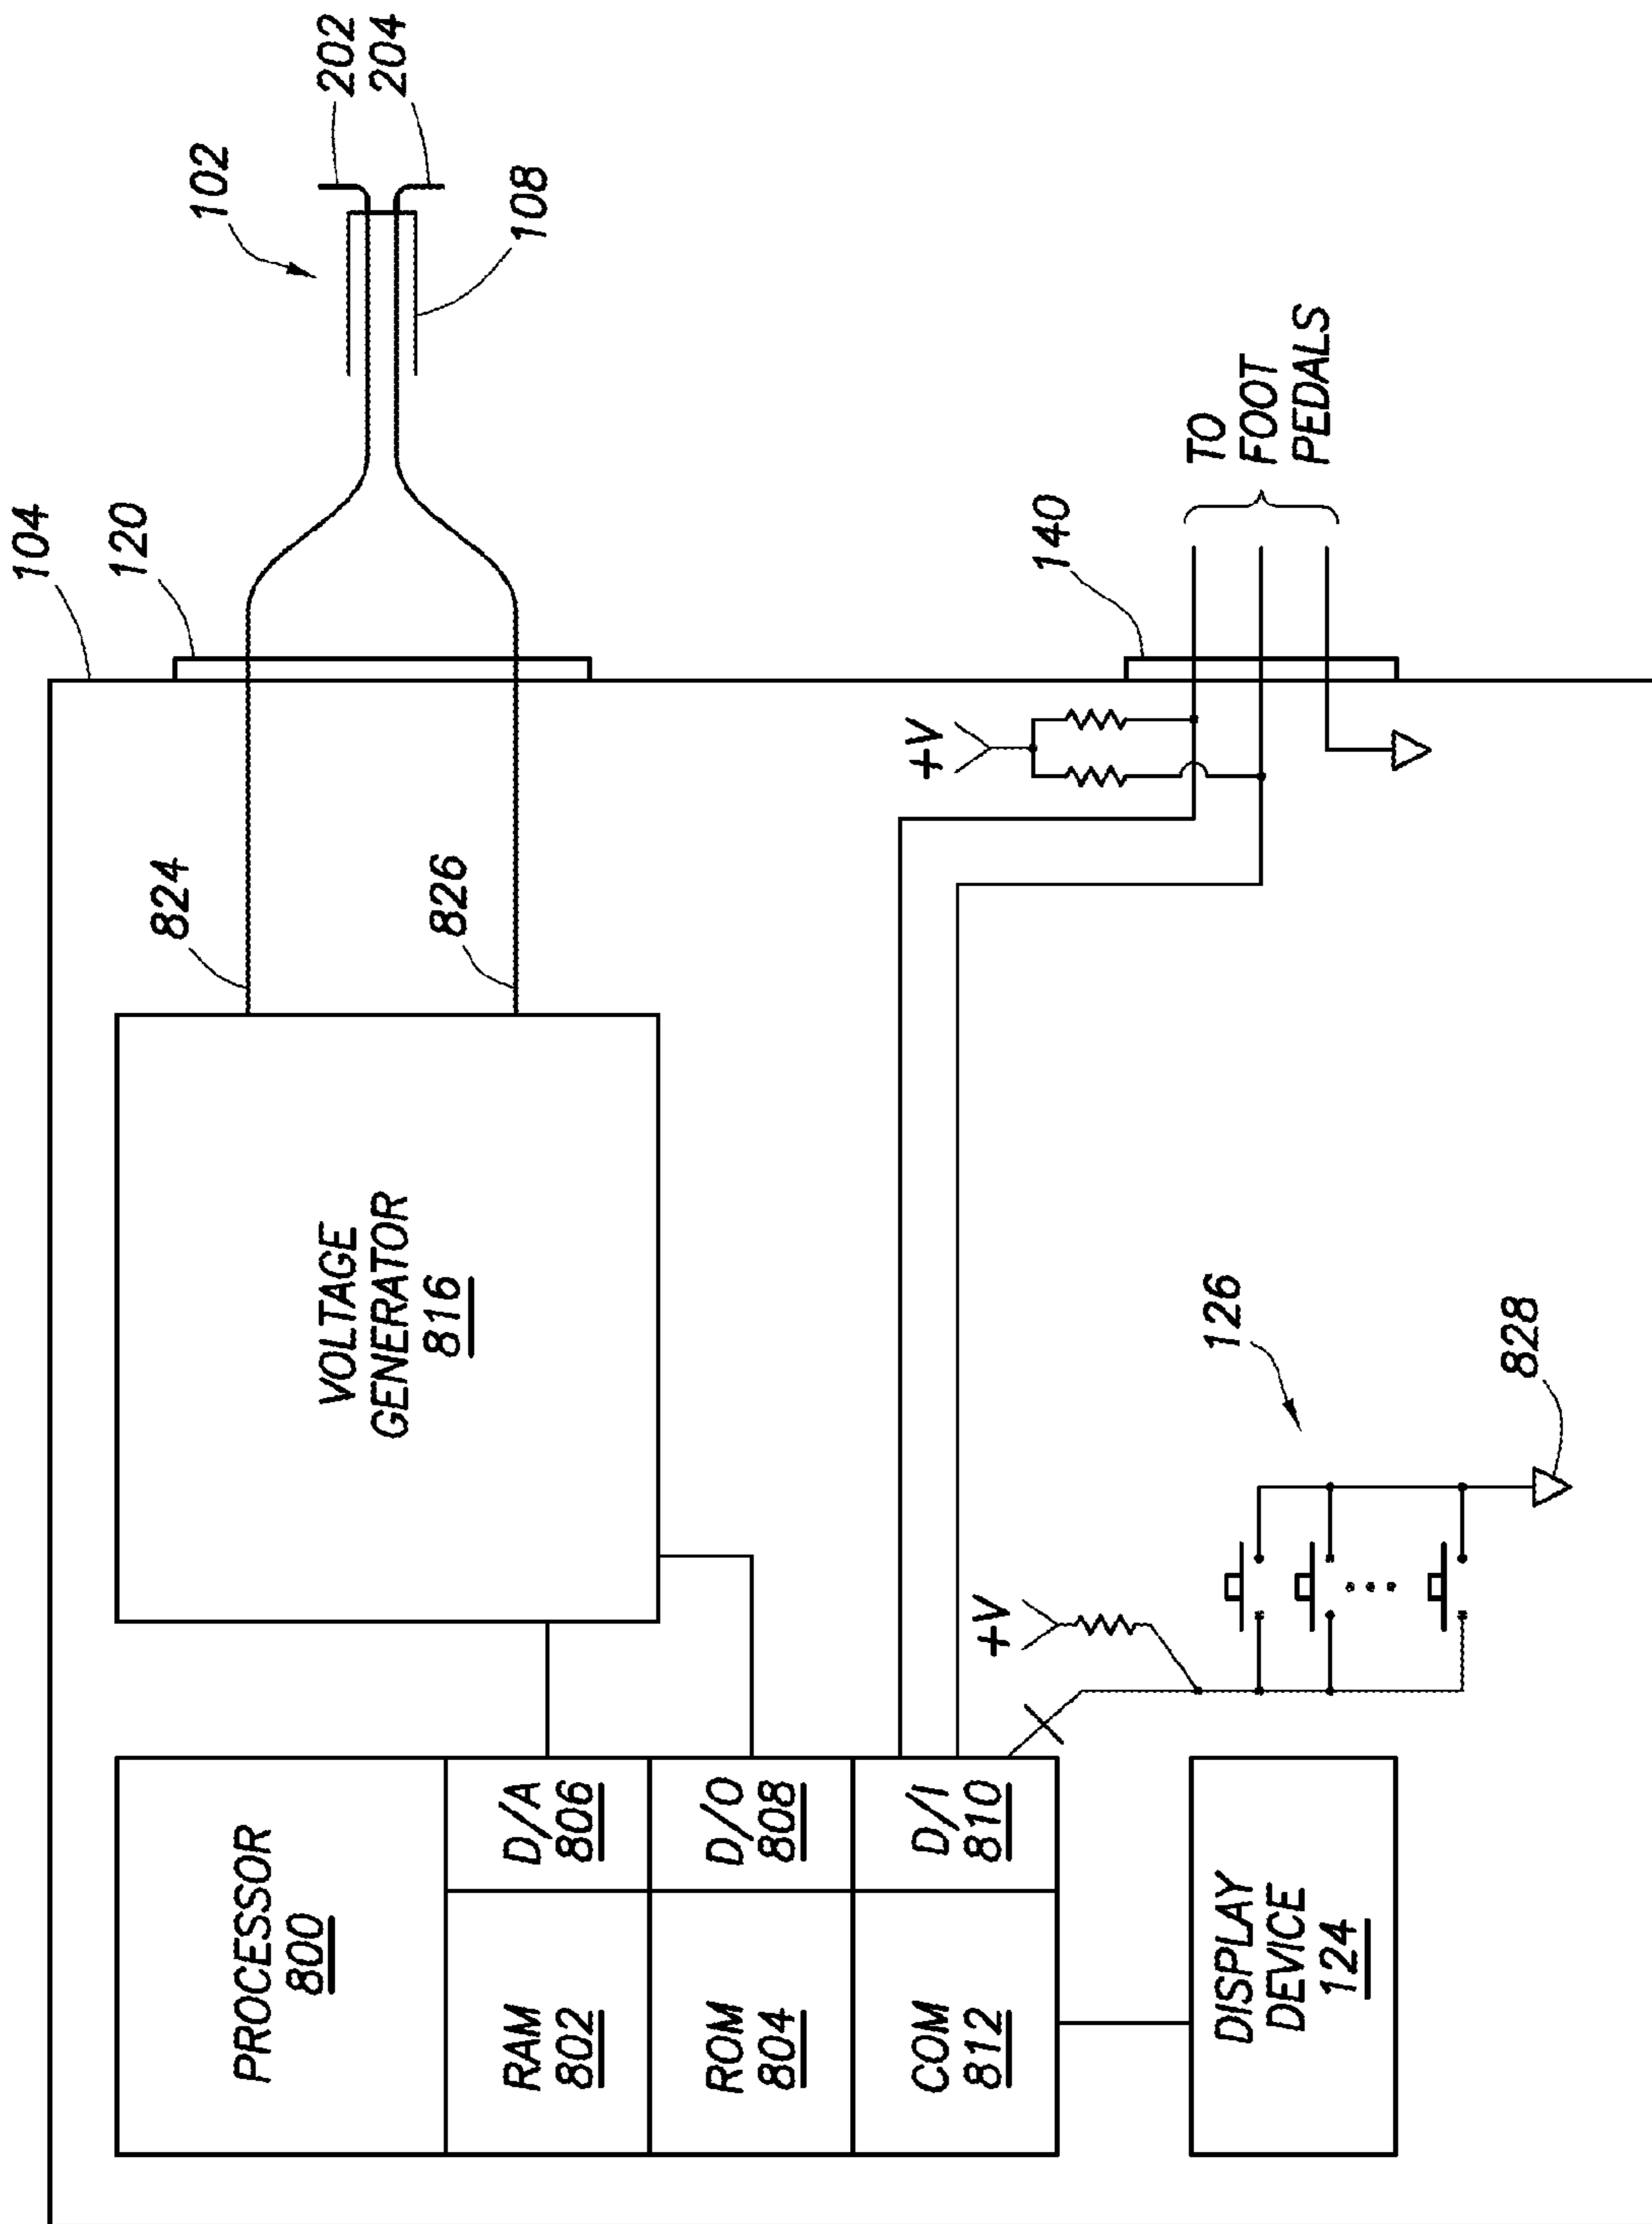 PROCESSOR
800
RAM
802
D/A
806
ROM
804
D/O
808
COM
812
D/I
810
DISPLAY
DEVICE
124
VOLTAGE
GENERATOR
816
824
826
104
120
102
202
204
108
+V
126
828
+V
140
TO
FOOT
PEDALS